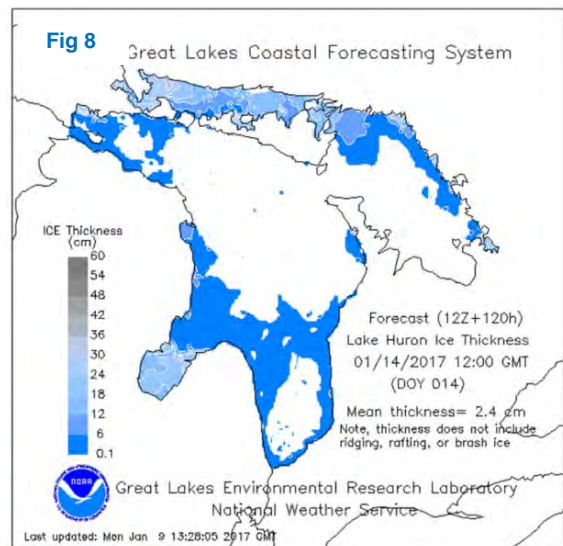 Fig 8
Great Lakes Coastal Forecasting System
ICE Thickness
(cm)
60
54
48
42
36
30
24
18
12
6
0.1
Forecast (12Z+120h)
Lake Huron Ice Thickness
01/14/2017 12:00 GMT
(DOY 014)
Mean thickness= 2.4 cm
Note, thickness does not include
ridging, rafting, or brash ice
NOAA
Great Lakes Environmental Research Laboratory
National Weather Service
Last updated: Mon Jan 9 13:28:05 2017 GMT